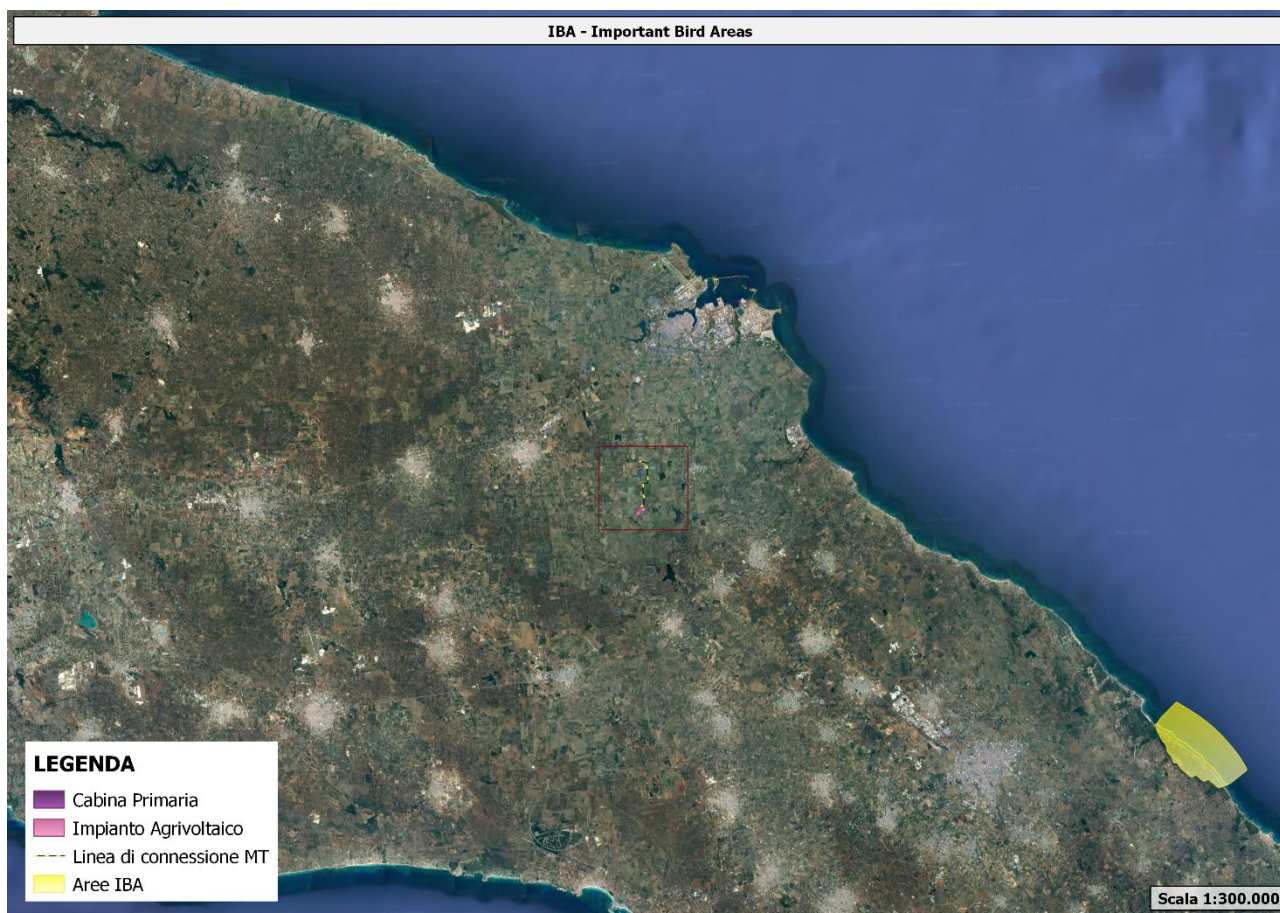 IBA - Important Bird Areas
LEGENDA
Cabina Primaria
Impianto Agrivoltaico
Linea di connessione MT
Aree IBA
Scala 1:300.000